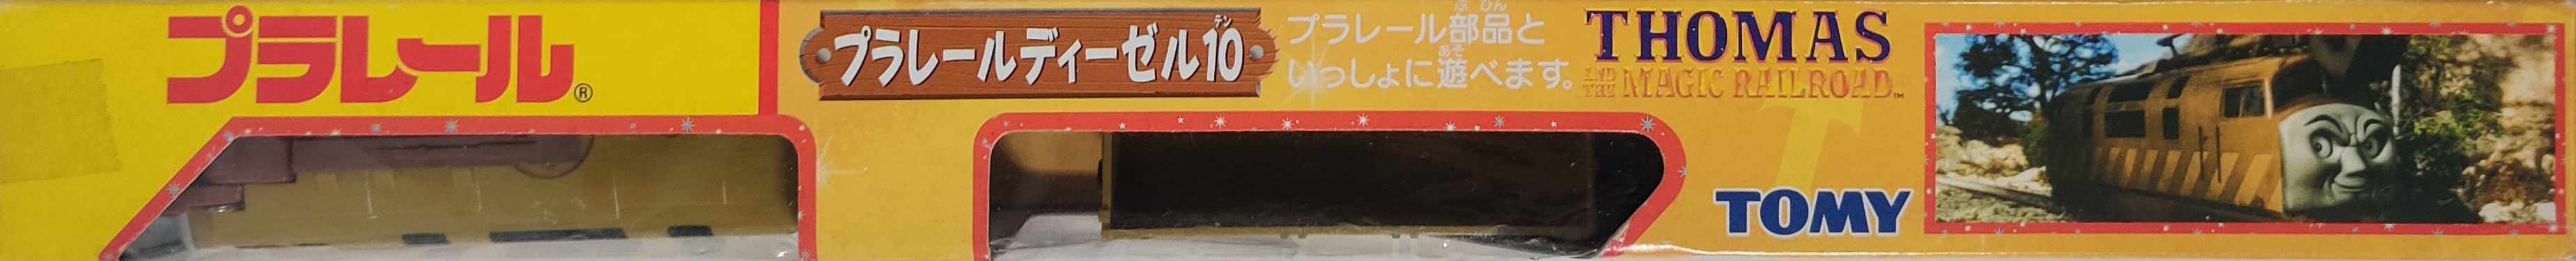 プラレール®
プラレールディーゼル10
テン
プラレール部品と
ぶ ひん
いっしょに遊べます。
あそ
THOMAS
AND THE MAGIC RAILROAD™
TOMY